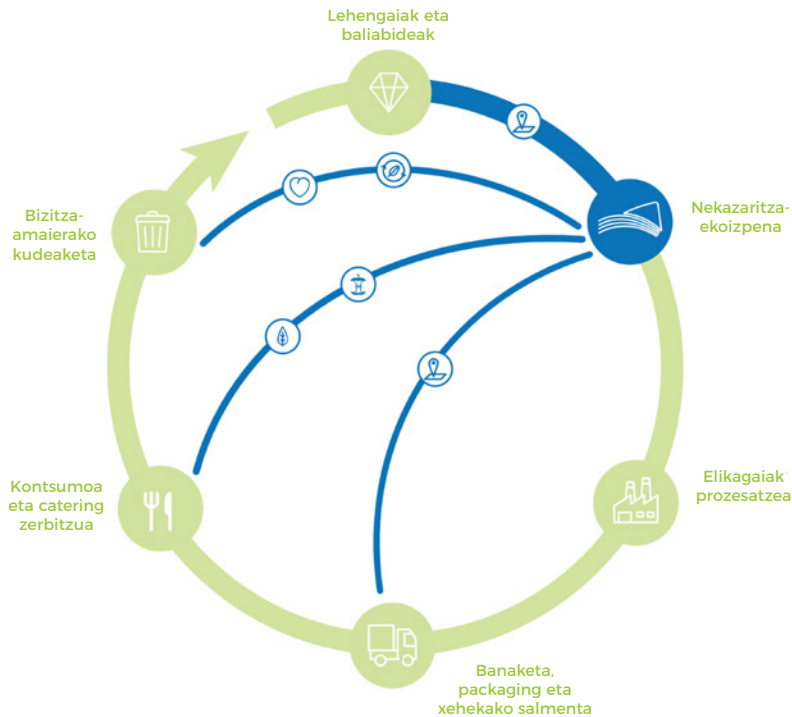 Lehengaiak eta
baliabideak
Nekazaritza-
ekoizpena
Elikagaiak
prozesatzea
Banaketa,
packaging eta
xehekako salmenta
Kontsumoa
eta catering
zerbitzua
Bizitza-
amaierako
kudeaketa